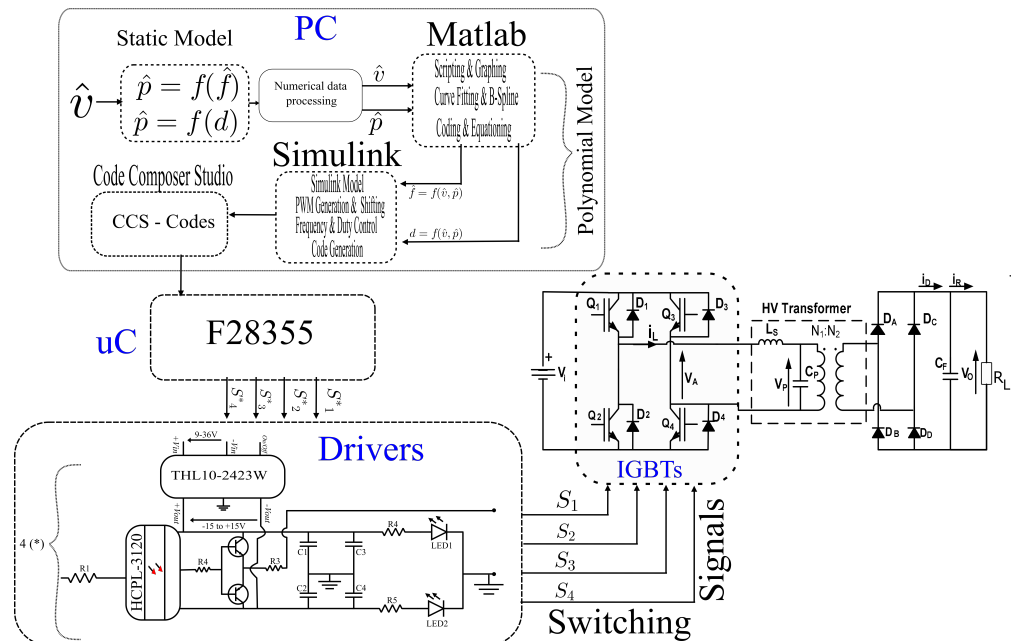 PC
Static Model
Matlab
v̂
p̂ = f(f̂)
p̂ = f(d)
Numerical data
processing
v̂
p̂
Scripting & Graphing
Curve Fitting & B-Spline
Coding & Equationing
Polynomial Model
Simulink
Simulink Model
PWM Generation & Shifting
Frequency & Duty Control
Code Generation
f̂ = f(v̂, p̂)
d = f(v̂, p̂)
Code Composer Studio
CCS - Codes
uC
F28355
S*4
S*3
S*2
S*1
Drivers
9-36V
+Vin
-Vin
On/Off
THL10-2423W
+Vout
-Vout
-15 to +15V
4 (*)
R1
HCPL-3120
R4
R3
C1
C3
C2
C4
R4
LED1
R5
LED2
Q1
D1
Q3
D3
iL
VI
+
VA
Q2
D2
Q4
D4
IGBTs
HV Transformer
LS
N1:N2
VP
CP
iD
iR
DA
DC
DB
DD
CF
VO
RL
S1
S2
S3
S4
Switching
Signals